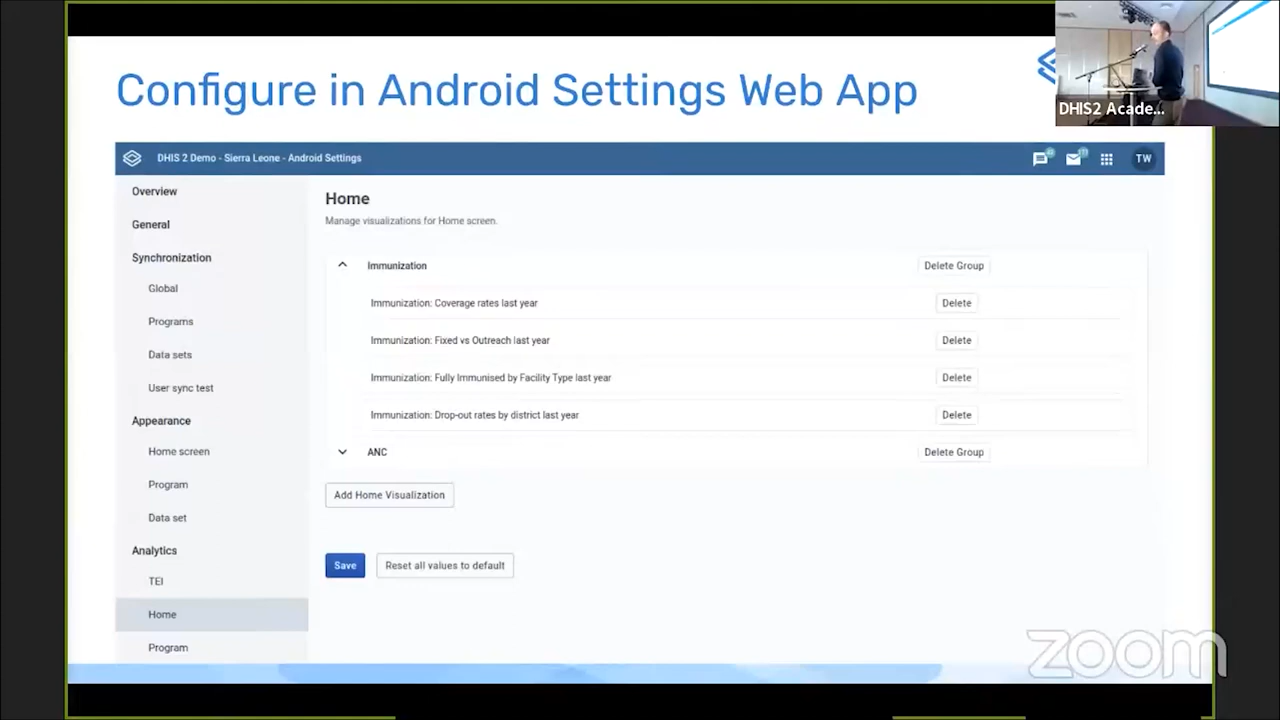 Configure in Android Settings Web App
DHIS2 Acade...
DHIS 2 Demo - Sierra Leone - Android Settings
TW
Overview
General
Synchronization
Global
Programs
Data sets
User sync test
Appearance
Home screen
Program
Data set
Analytics
TEI
Home
Program
Home
Manage visualizations for Home screen.
Immunization
Delete Group
Immunization: Coverage rates last year
Delete
Immunization: Fixed vs Outreach last year
Delete
Immunization: Fully Immunised by Facility Type last year
Delete
Immunization: Drop-out rates by district last year
Delete
ANC
Delete Group
Add Home Visualization
Save
Reset all values to default
zoom